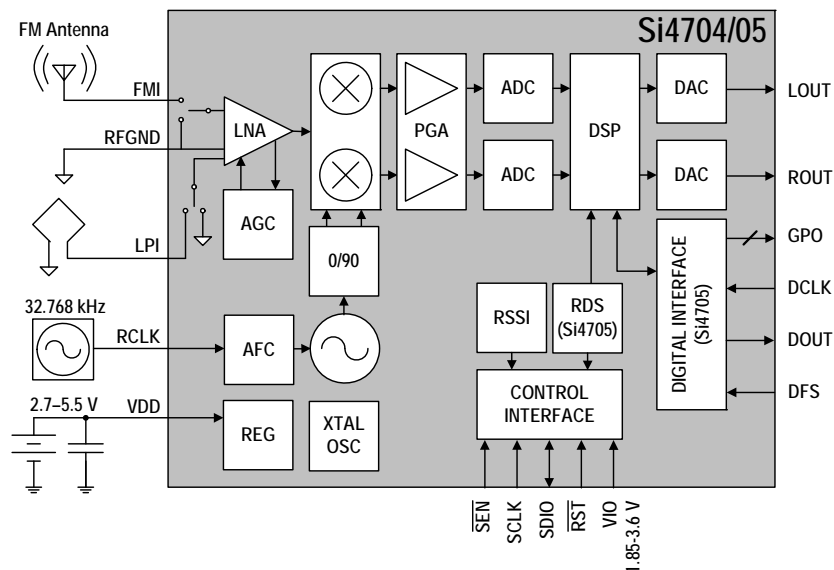 Si4704/05
FM Antenna
FMI
RFGND
LPI
LNA
AGC
0/90
PGA
ADC
ADC
DSP
DAC
DAC
LOUT
ROUT
GPO
DCLK
DOUT
DFS
DIGITAL INTERFACE
(Si4705)
RSSI
RDS
(Si4705)
CONTROL
INTERFACE
32.768 kHz
RCLK
AFC
2.7–5.5 V
VDD
REG
XTAL
OSC
SEN
SCLK
SDIO
RST
VIO
1.85-3.6 V